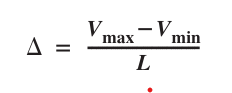 Δ = (V_max − V_min) / L